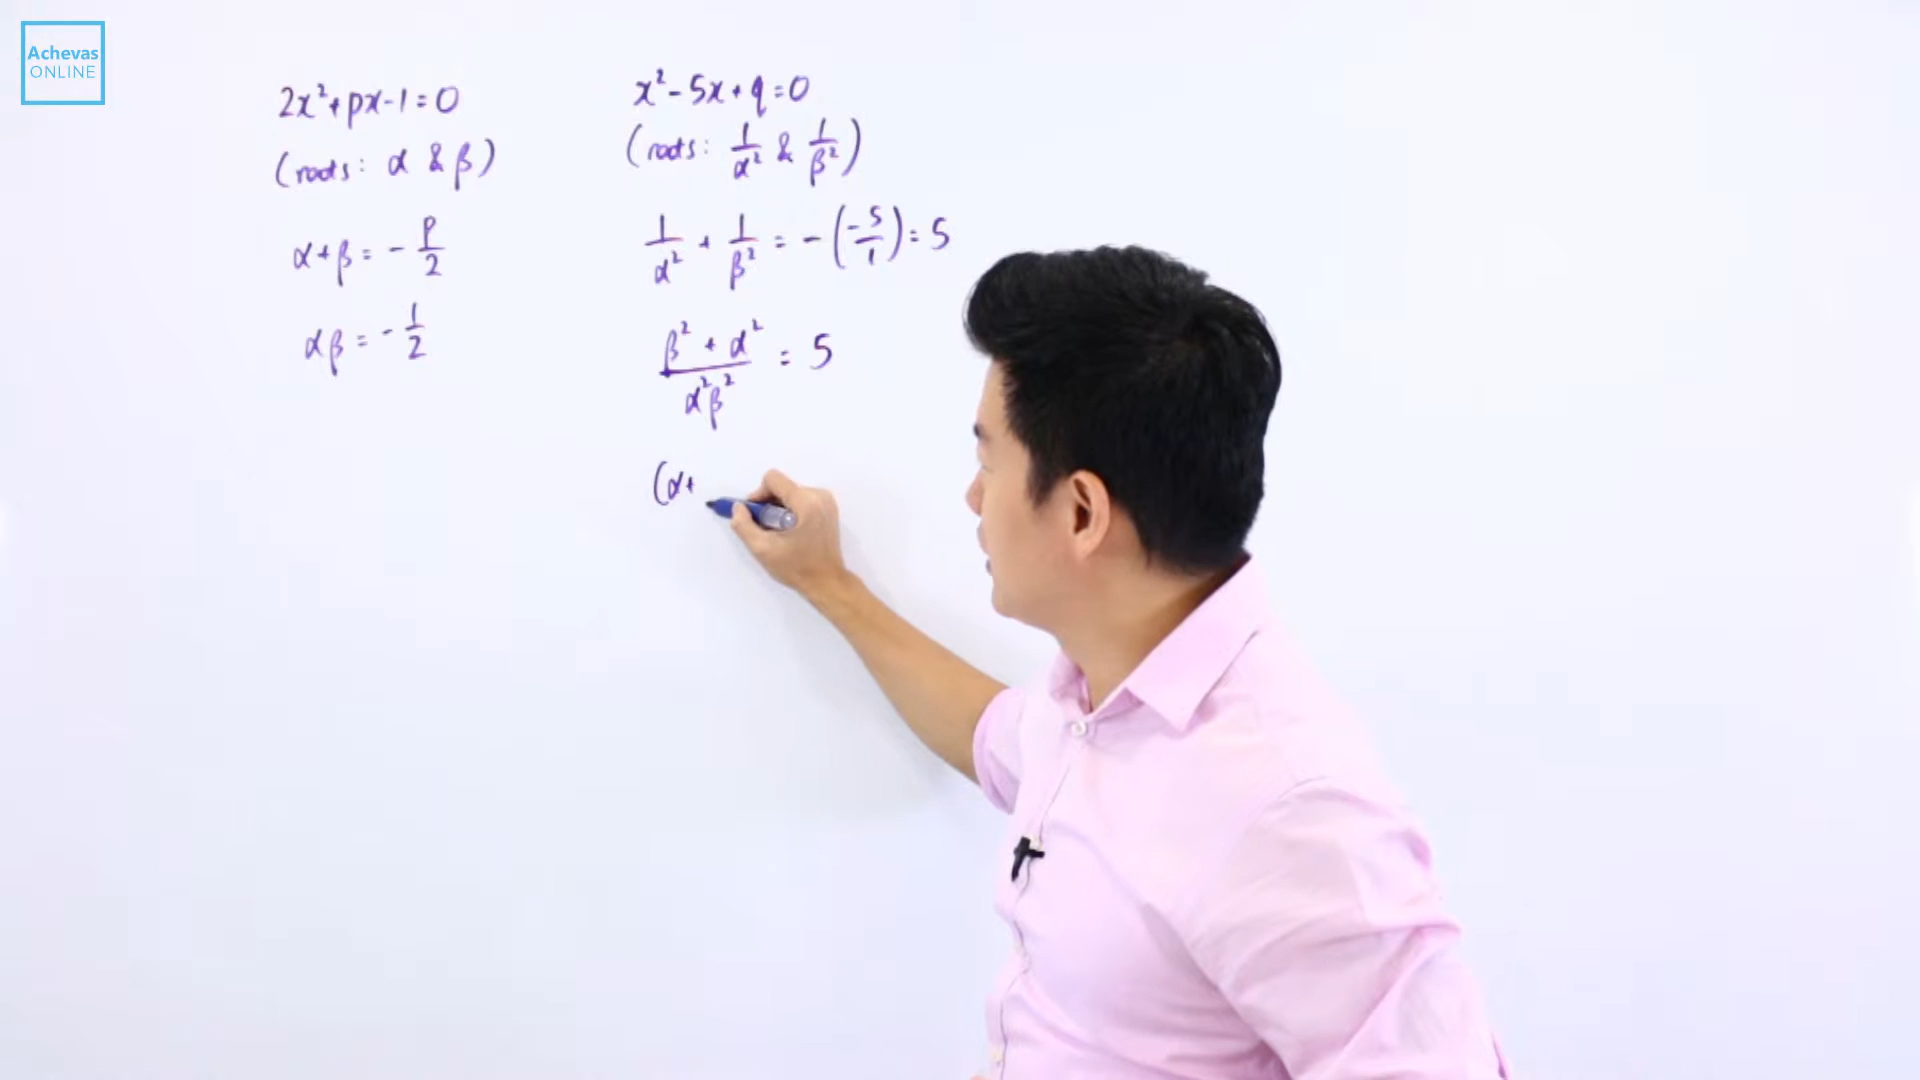 Achevas
ONLINE
2x²+px-1=0
(roots: α & β)
α+β = -p/2
αβ = -1/2
x²-5x+q=0
(roots: 1/α² & 1/β²)
1/α² + 1/β² = -(-5/1) = 5
β²+α²/α²β² = 5
(α+